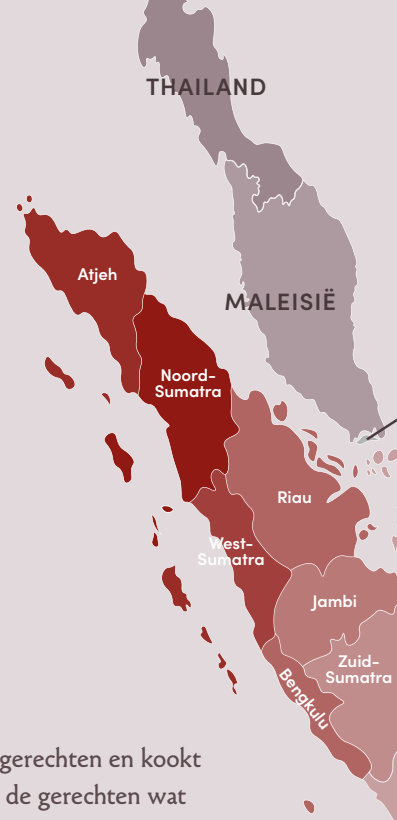 THAILAND
Atjeh
MALEISIË
Noord-
Sumatra
Riau
West-
Sumatra
Jambi
Zuid-
Sumatra
Bengkulu
gerechten en kookt
de gerechten wat